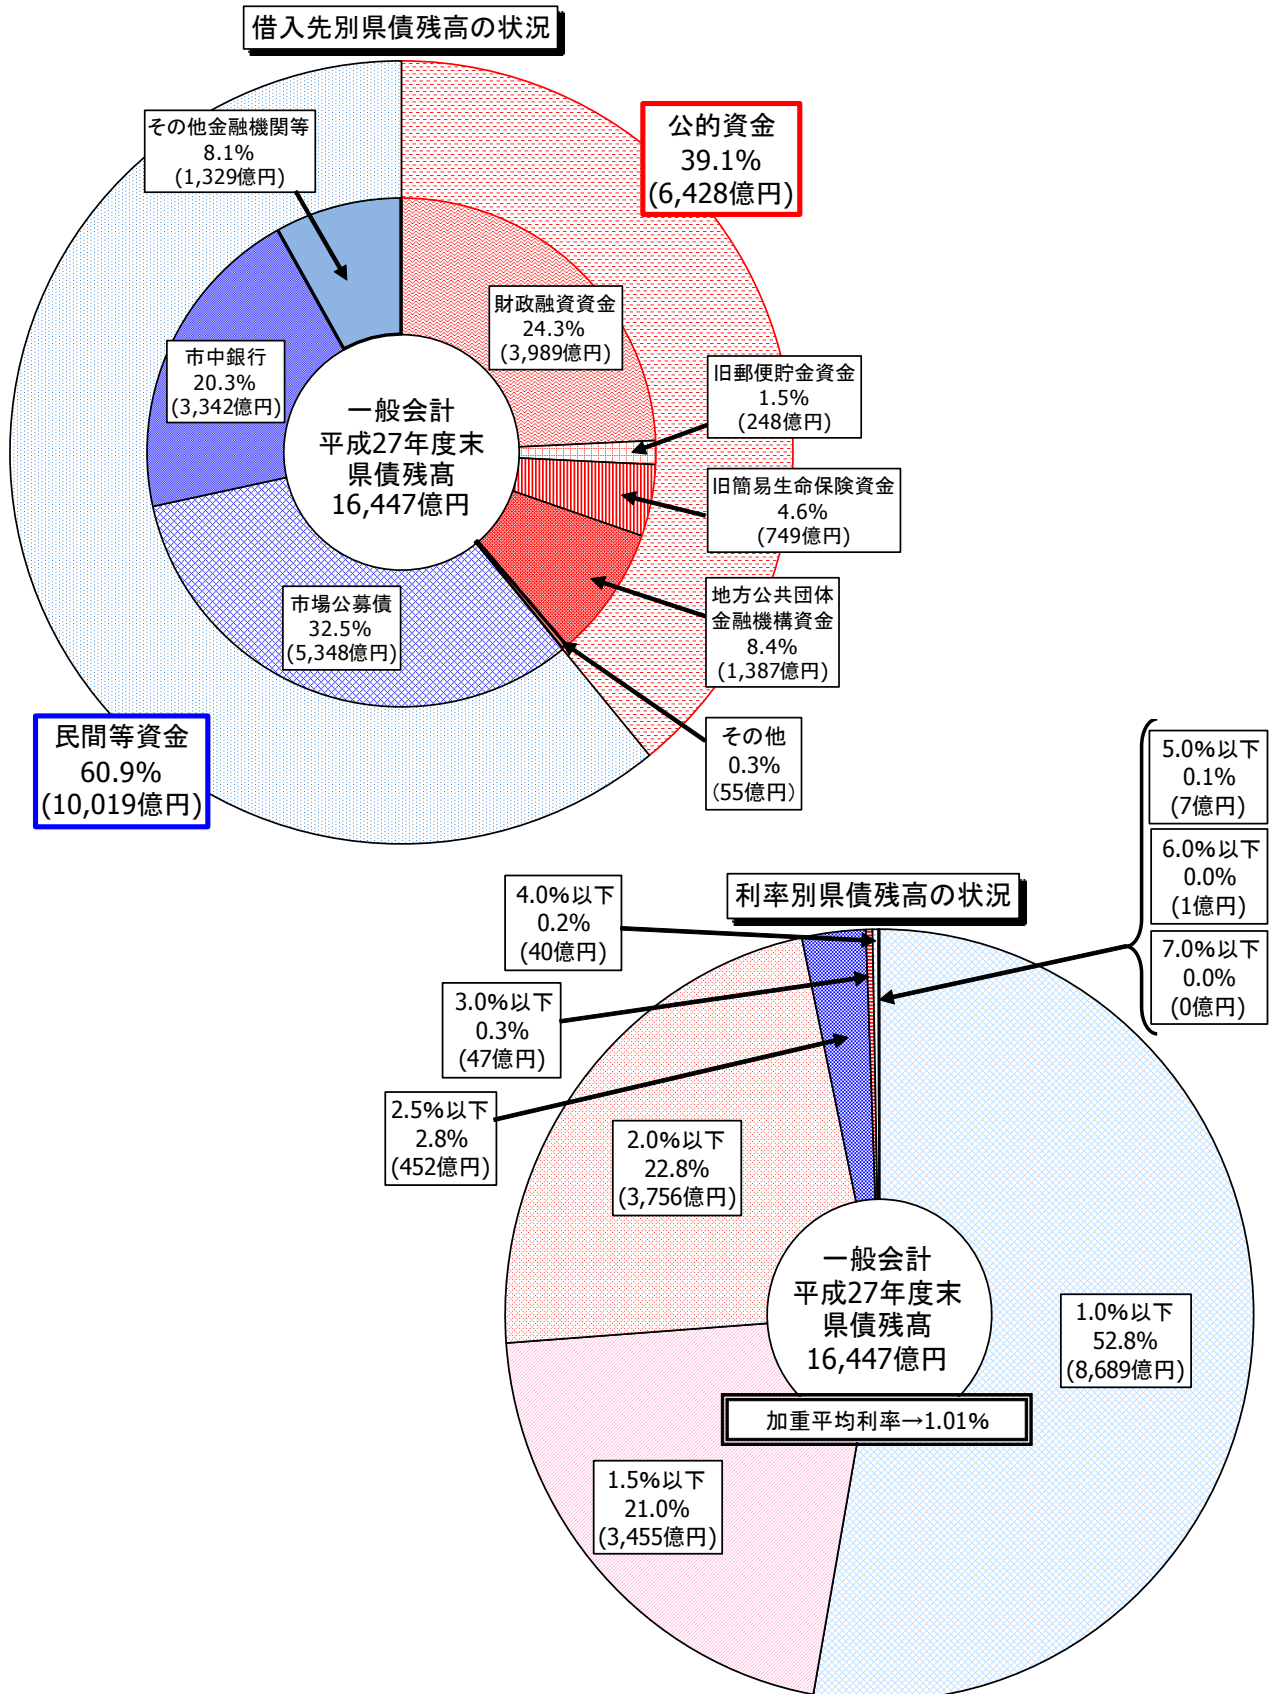 借入先別県債残高の状況
その他金融機関等
8.1%
(1,329億円)
公的資金
39.1%
(6,428億円)
財政融資資金
24.3%
(3,989億円)
市中銀行
20.3%
(3,342億円)
旧郵便貯金資金
1.5%
(248億円)
一般会計
平成27年度末
県債残髙
16,447億円
旧簡易生命保険資金
4.6%
(749億円)
地方公共団体
金融機構資金
8.4%
(1,387億円)
市場公募債
32.5%
(5,348億円)
その他
0.3%
(55億円)
民間等資金
60.9%
(10,019億円)
利率別県債残高の状況
5.0%以下
0.1%
(7億円)
6.0%以下
0.0%
(1億円)
7.0%以下
0.0%
(0億円)
4.0%以下
0.2%
(40億円)
3.0%以下
0.3%
(47億円)
2.5%以下
2.8%
(452億円)
2.0%以下
22.8%
(3,756億円)
一般会計
平成27年度末
県債残髙
16,447億円
1.0%以下
52.8%
(8,689億円)
加重平均利率→1.01%
1.5%以下
21.0%
(3,455億円)